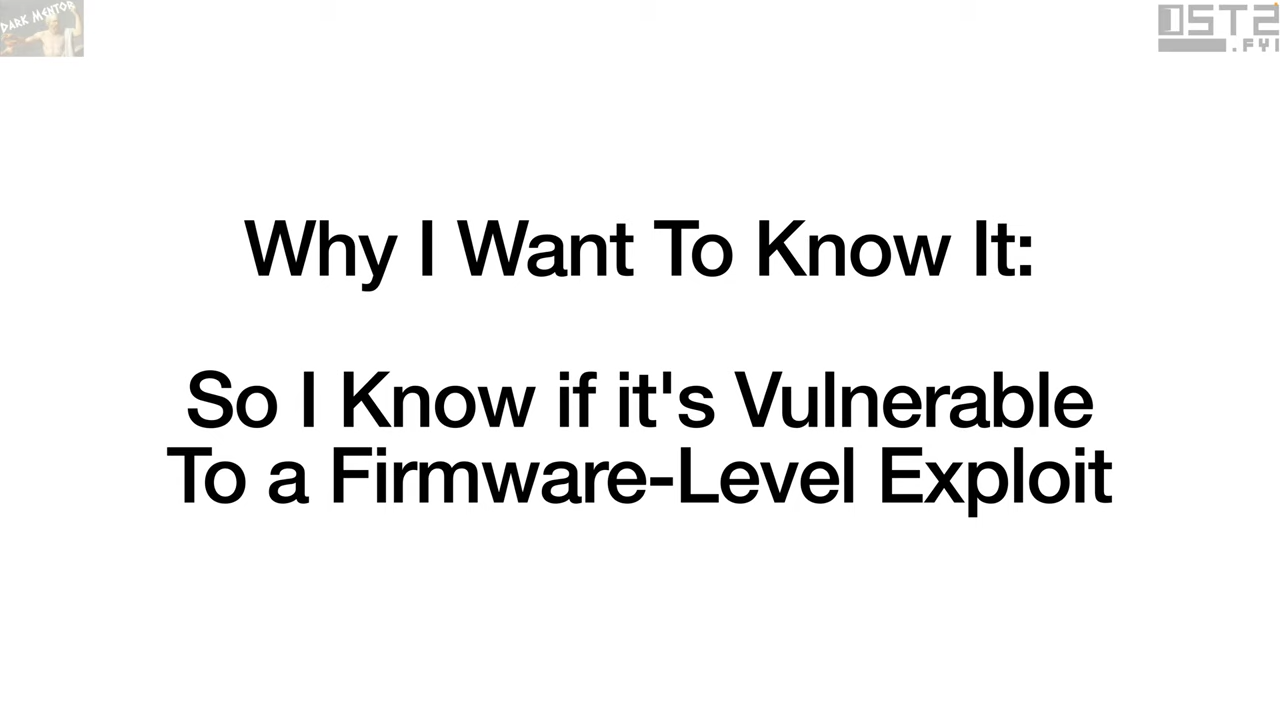 DARK MENTOR
OST2
.FYI
Why I Want To Know It:
So I Know if it's Vulnerable
To a Firmware-Level Exploit